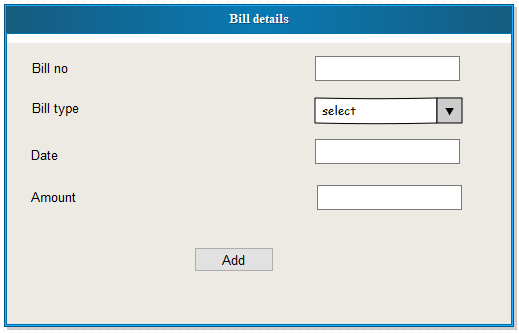 Bill details
Bill no
Bill type
select
Date
Amount
Add